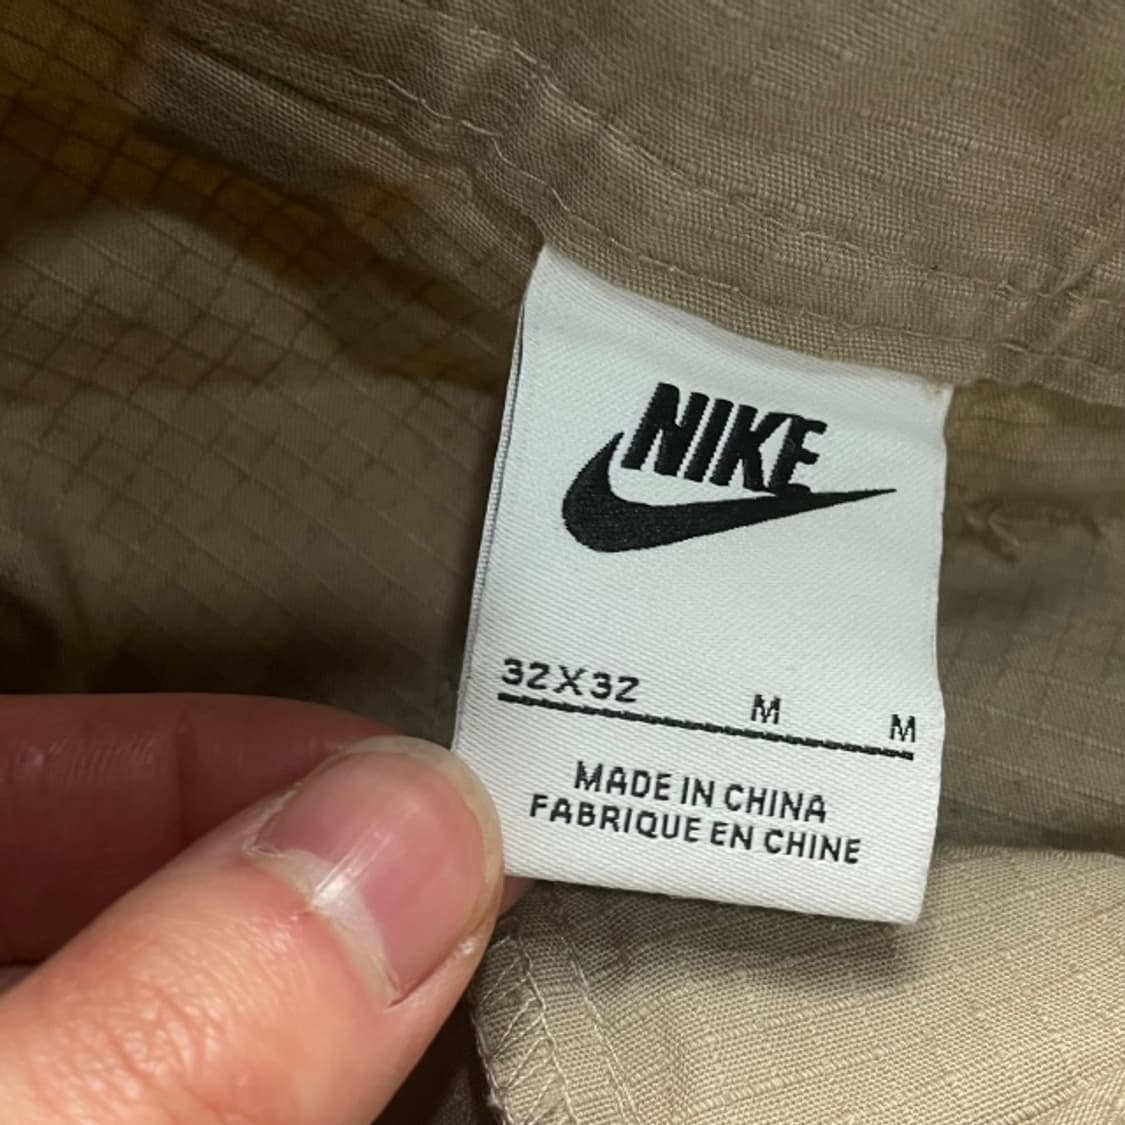 NIKE
32X32 M M
MADE IN CHINA
FABRIQUE EN CHINE